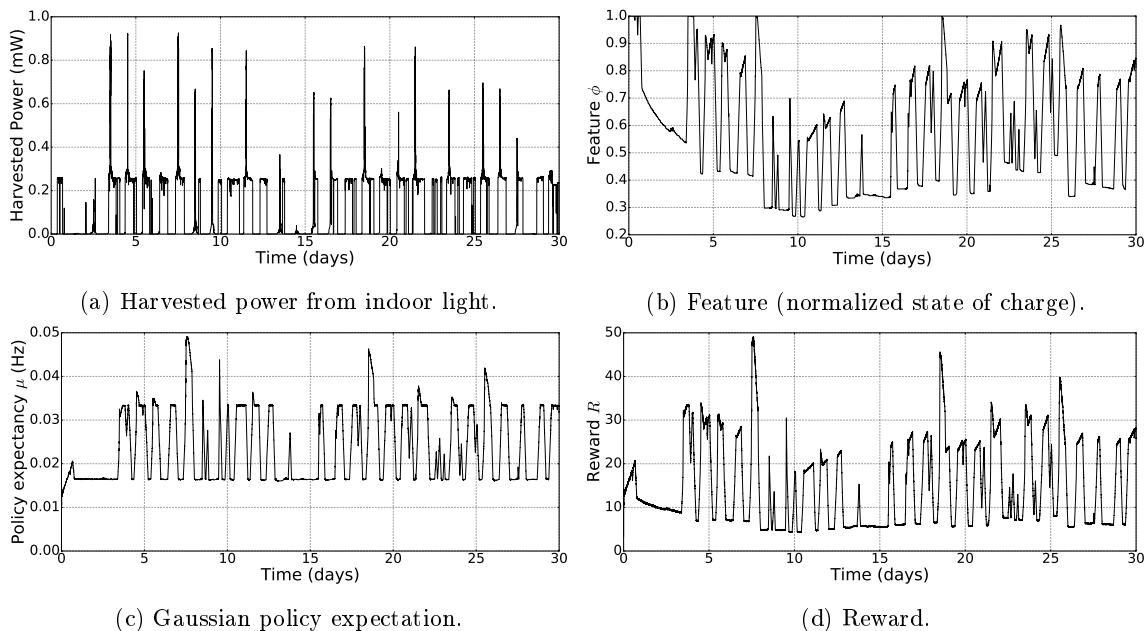 1.0
0.8
0.6
0.4
0.2
0.0
Harvested Power (mW)
0 5 10 15 20 25 30
Time (days)
(a) Harvested power from indoor light.
1.0
0.9
0.8
0.7
0.6
0.5
0.4
0.3
0.2
Feature ϕ
0 5 10 15 20 25 30
Time (days)
(b) Feature (normalized state of charge).
0.05
0.04
0.03
0.02
0.01
0.00
Policy expectancy μ (Hz)
0 5 10 15 20 25 30
Time (days)
(c) Gaussian policy expectation.
50
40
30
20
10
0
Reward R
0 5 10 15 20 25 30
Time (days)
(d) Reward.